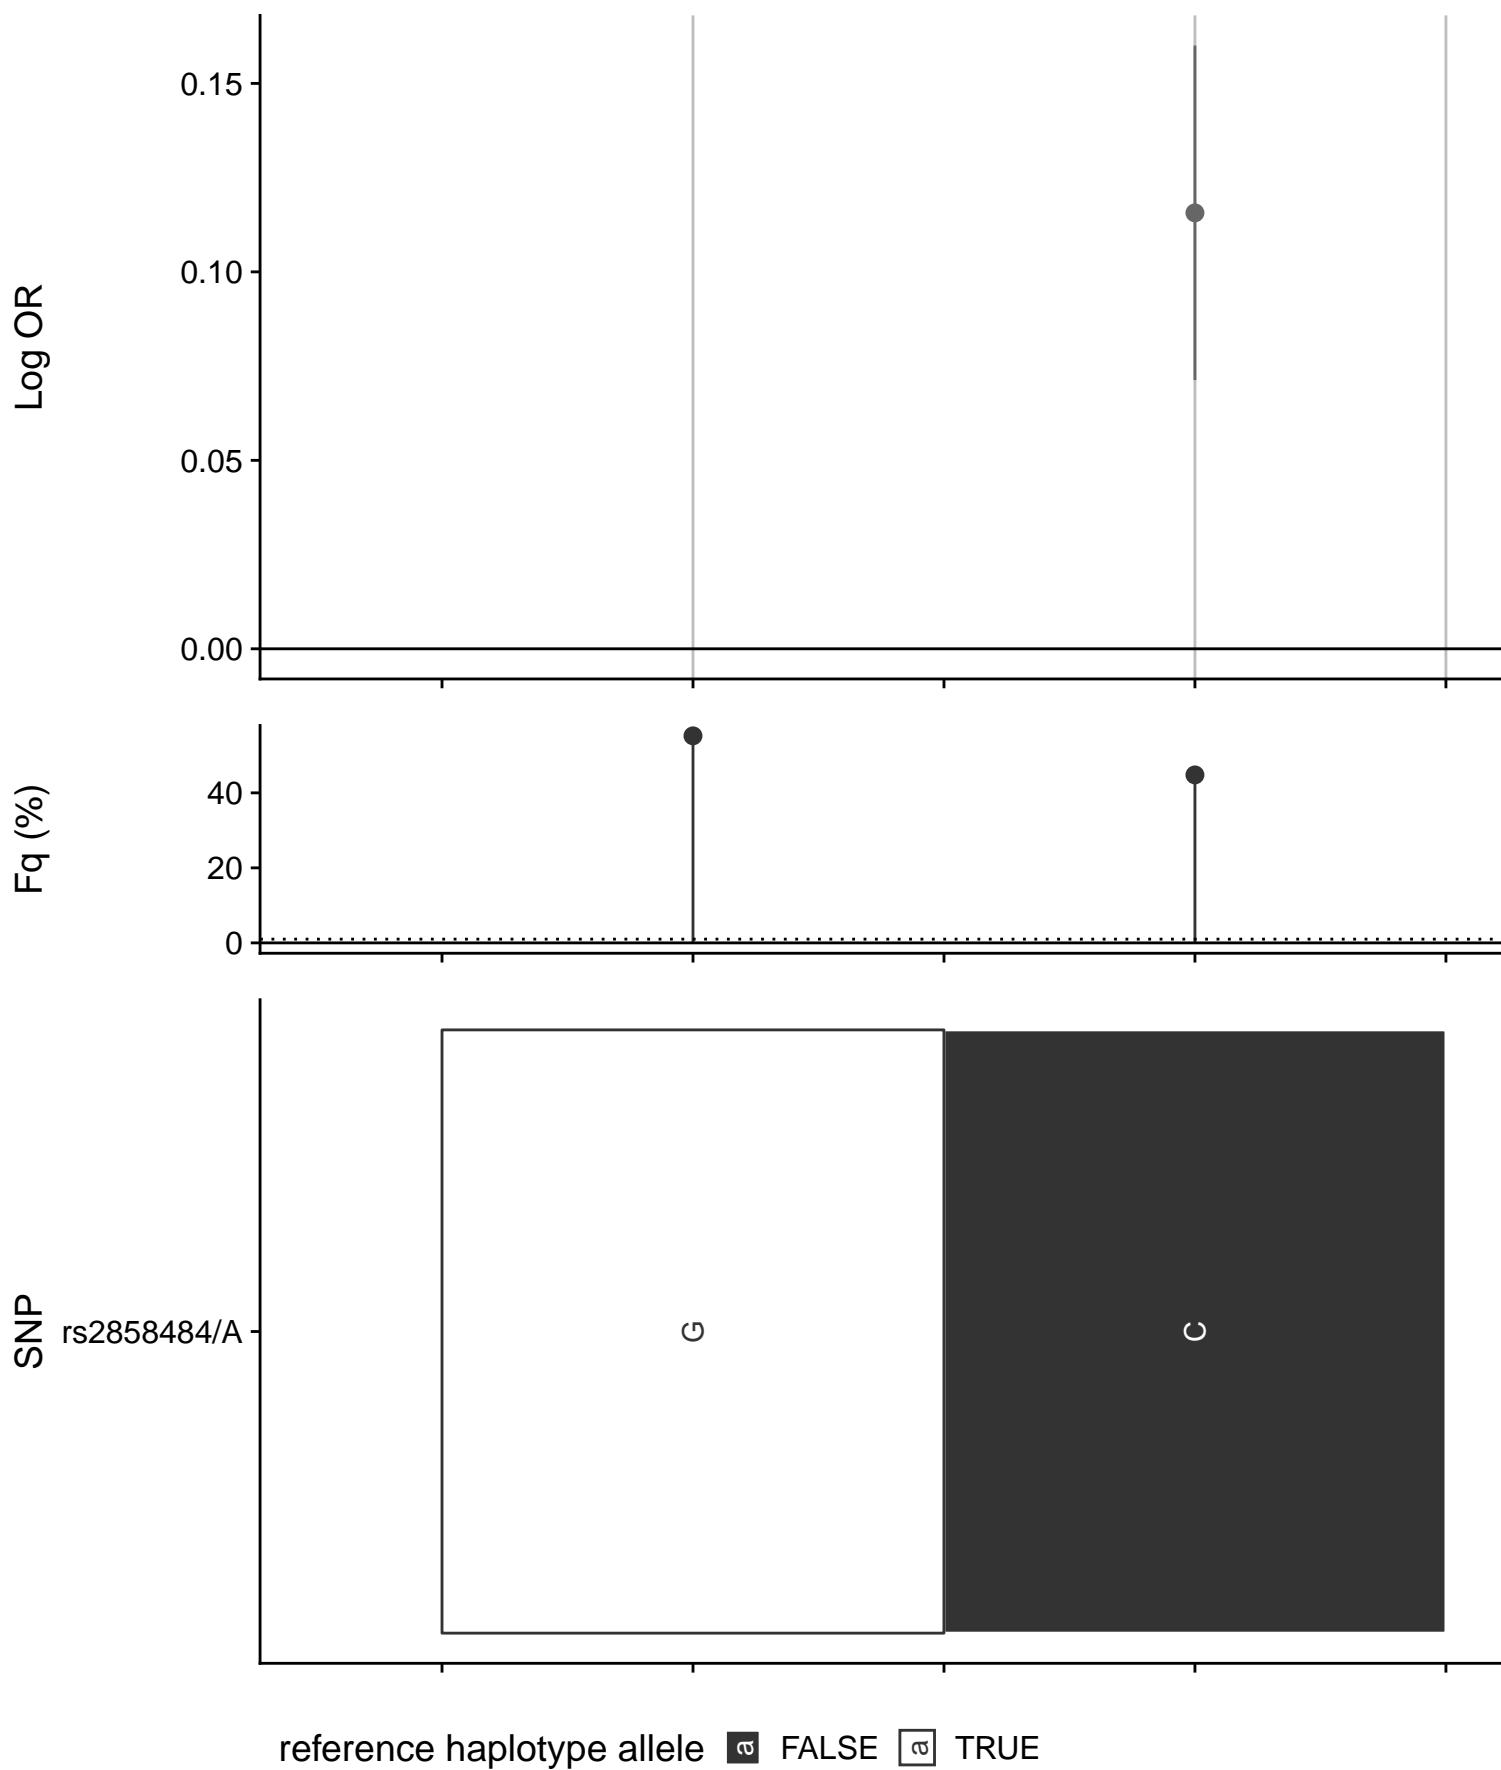 Log OR
0.15
0.10
0.05
0.00
Fq (%)
40
20
0
SNP
rs2858484/A
G
C
reference haplotype allele a FALSE a TRUE